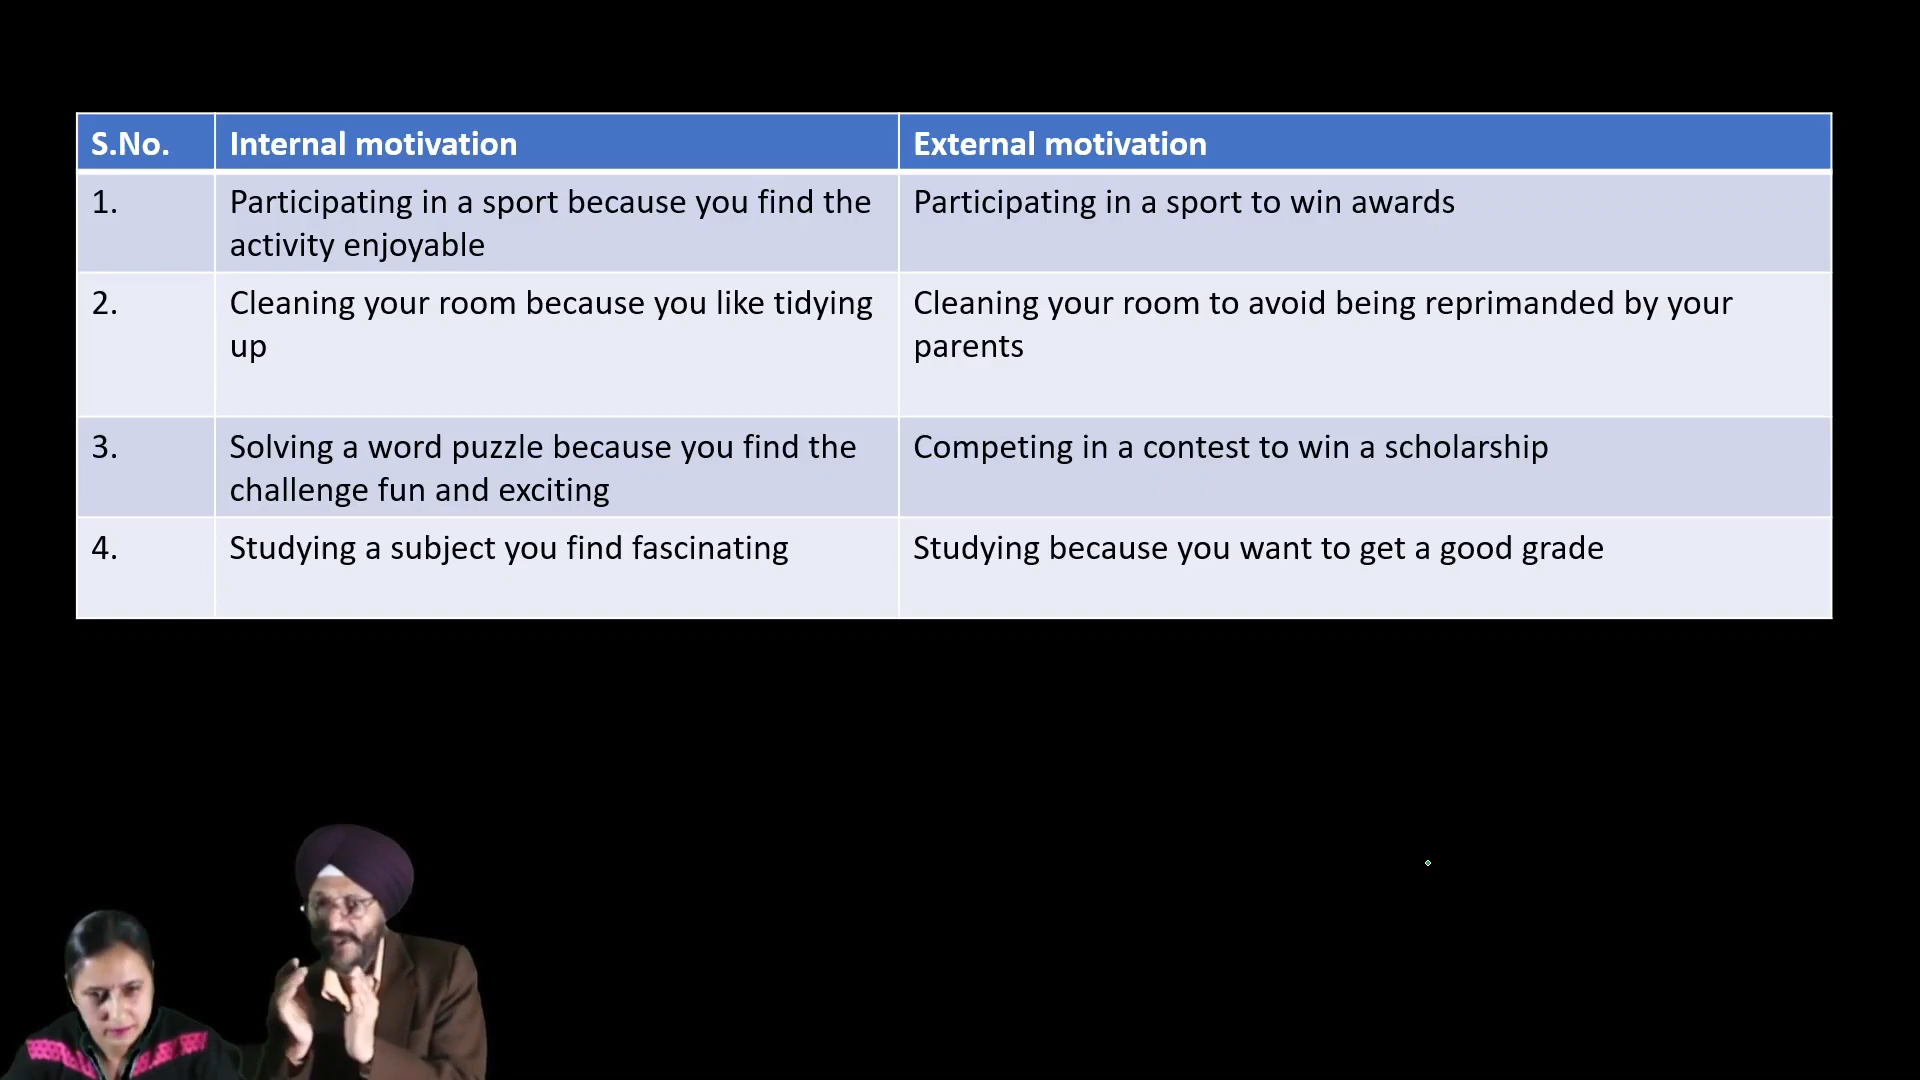 S.No.
Internal motivation
External motivation
1.
Participating in a sport because you find the
activity enjoyable
Participating in a sport to win awards
2.
Cleaning your room because you like tidying
up
Cleaning your room to avoid being reprimanded by your
parents
3.
Solving a word puzzle because you find the
challenge fun and exciting
Competing in a contest to win a scholarship
4.
Studying a subject you find fascinating
Studying because you want to get a good grade